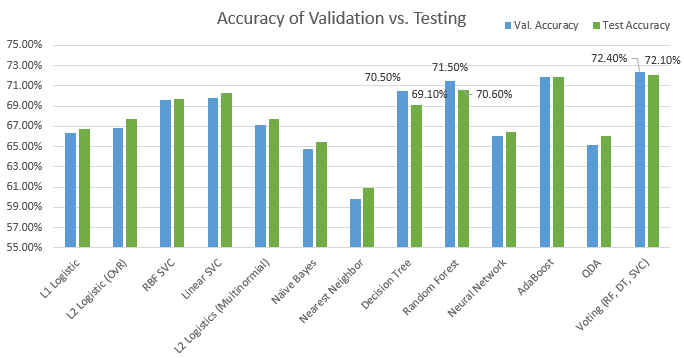 Accuracy of Validation vs. Testing
Val. Accuracy
Test Accuracy
75.00%
73.00%
71.00%
69.00%
67.00%
65.00%
63.00%
61.00%
59.00%
57.00%
55.00%
70.50%
69.10%
71.50%
70.60%
72.40%
72.10%
L1 Logistic
L2 Logistic (OvR)
RBF SVC
Linear SVC
L2 Logistics (Multinormial)
Naïve Bayes
Nearest Neighbor
Decision Tree
Random Forest
Neural Network
AdaBoost
QDA
Voting (RF, DT, SVC)